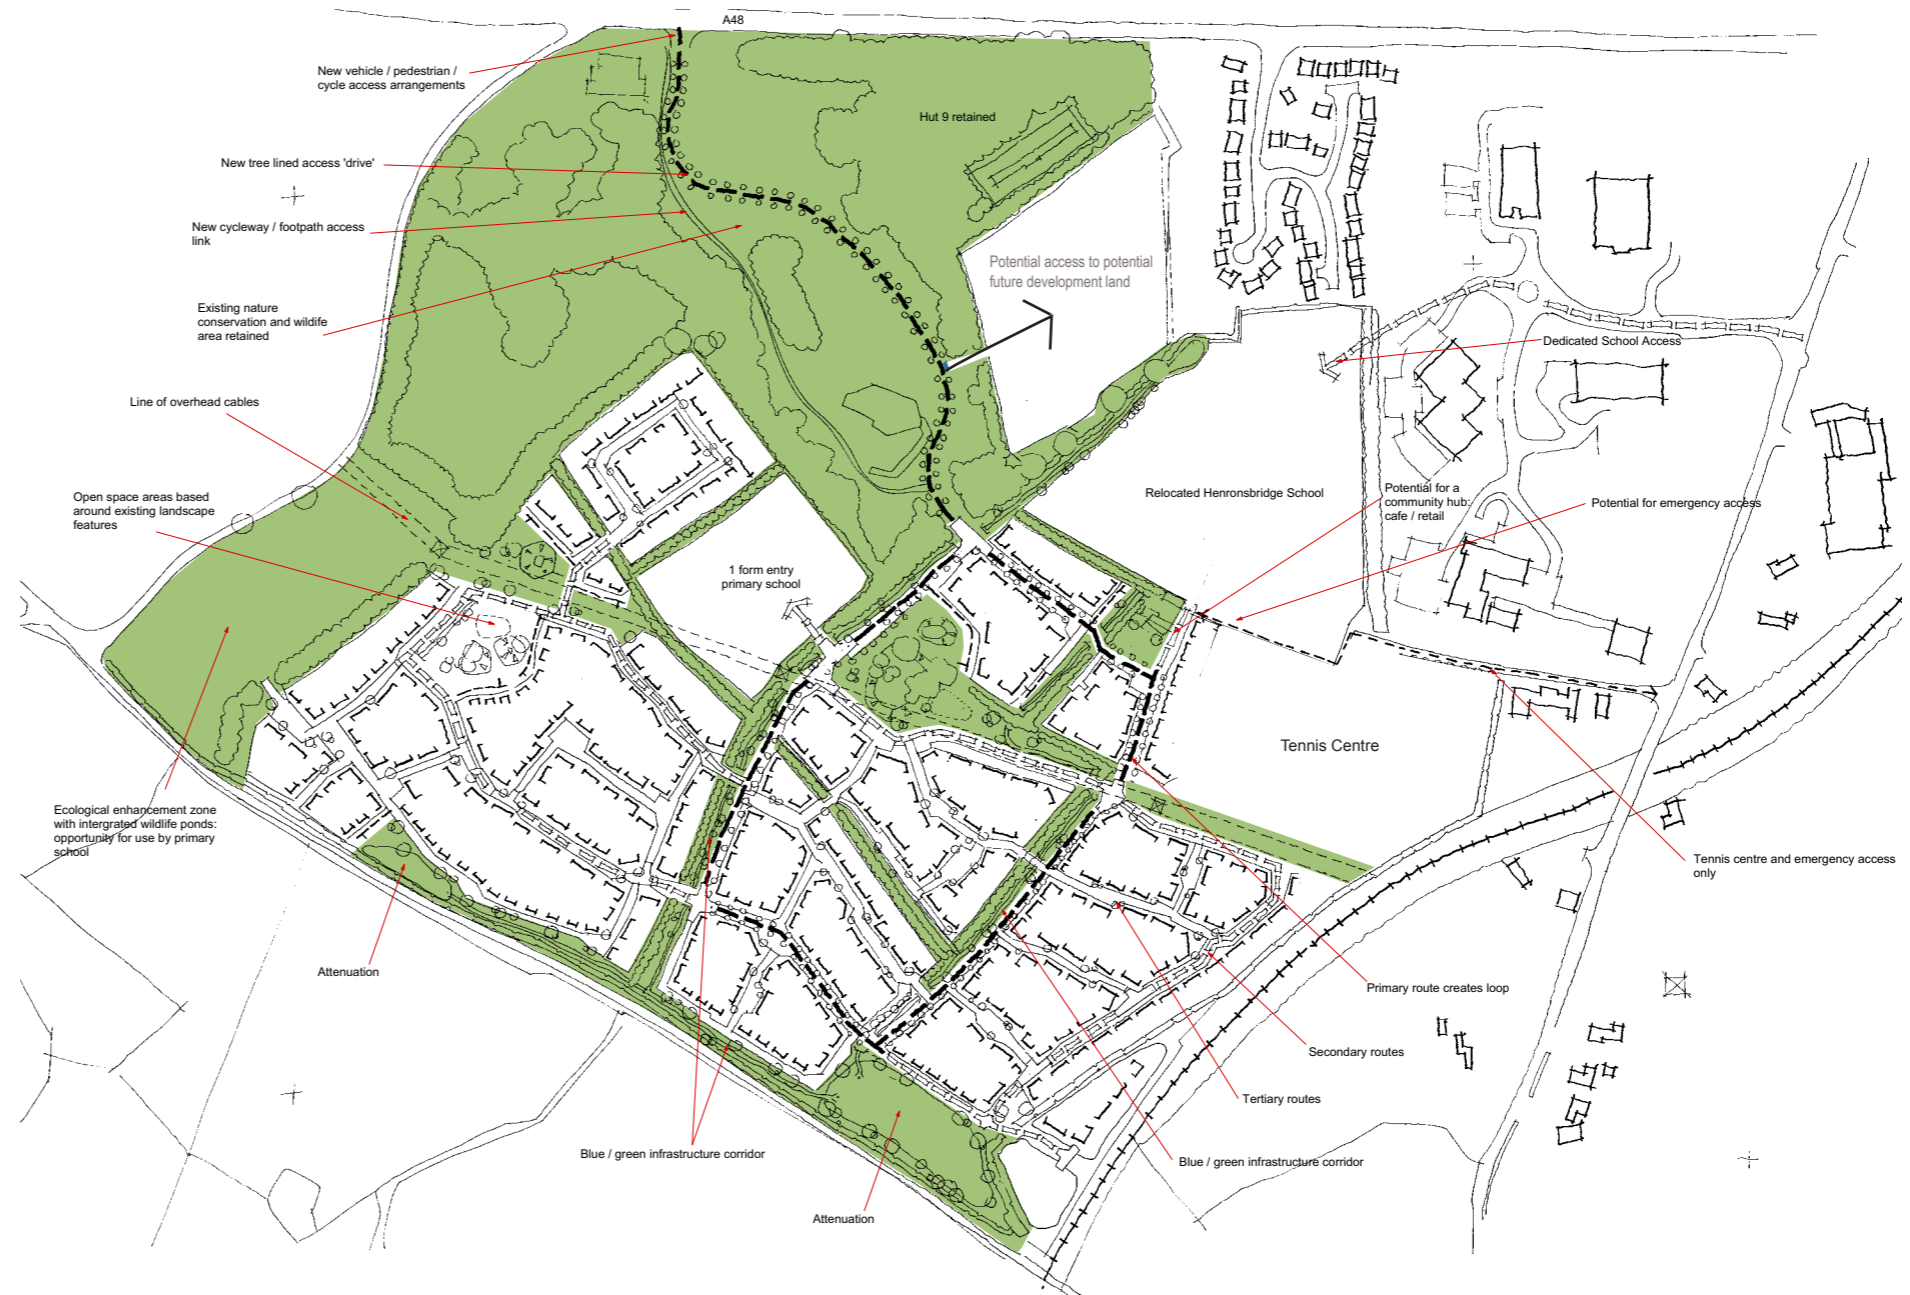 A48
New vehicle / pedestrian /
cycle access arrangements
Hut 9 retained
New tree lined access 'drive'
New cycleway / footpath access
link
Potential access to potential
future development land
Existing nature
conservation and wildlife
area retained
Dedicated School Access
Line of overhead cables
Open space areas based
around existing landscape
features
Relocated Henronsbridge School
Potential for a
community hub:
cafe / retail
Potential for emergency access
1 form entry
primary school
Tennis Centre
Ecological enhancement zone
with intergrated wildlife ponds:
opportunity for use by primary
school
Tennis centre and emergency access
only
Attenuation
Primary route creates loop
Secondary routes
Tertiary routes
Blue / green infrastructure corridor
Blue / green infrastructure corridor
Attenuation